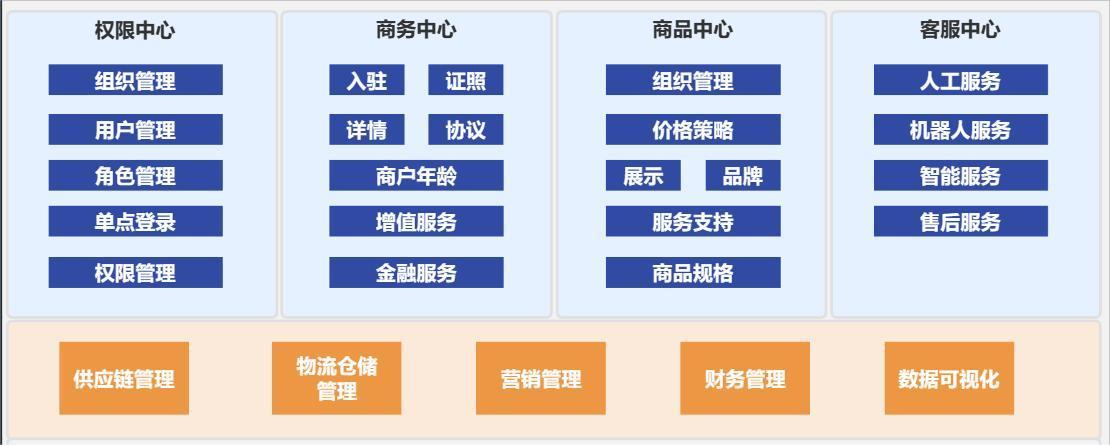 权限中心
组织管理
用户管理
角色管理
单点登录
权限管理
商务中心
入驻 证照
详情 协议
商户年龄
增值服务
金融服务
商品中心
组织管理
价格策略
展示 品牌
服务支持
商品规格
客服中心
人工服务
机器人服务
智能服务
售后服务
供应链管理
物流仓储
管理
营销管理
财务管理
数据可视化